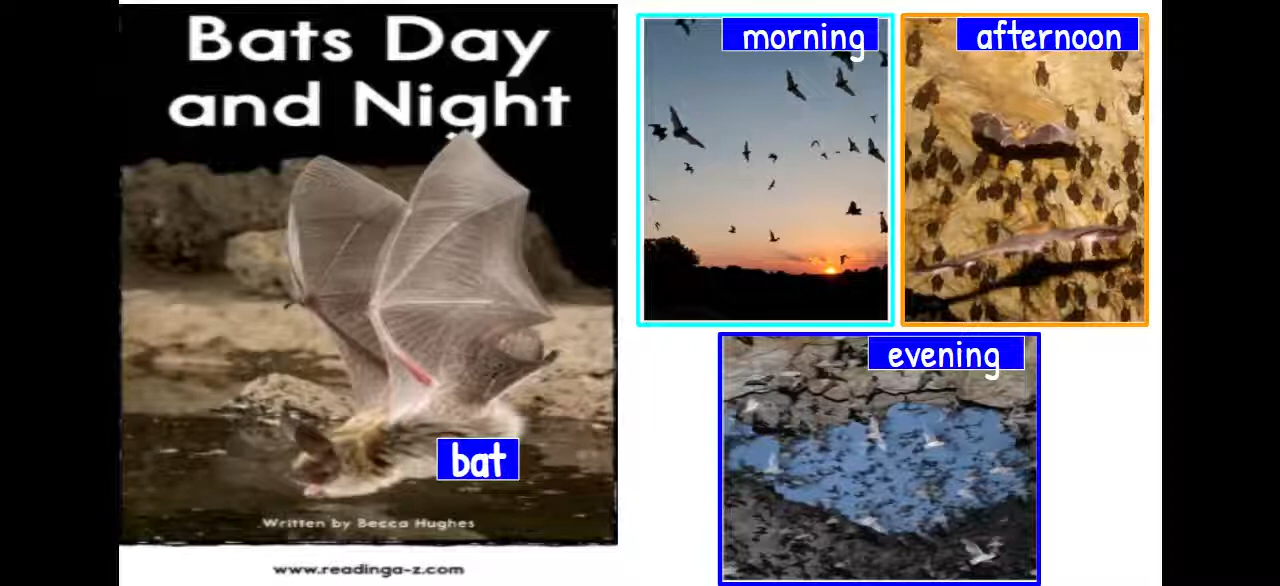 Bats Day
and Night
bat
Written by Becca Hughes
www.readinga-z.com
morning
afternoon
evening